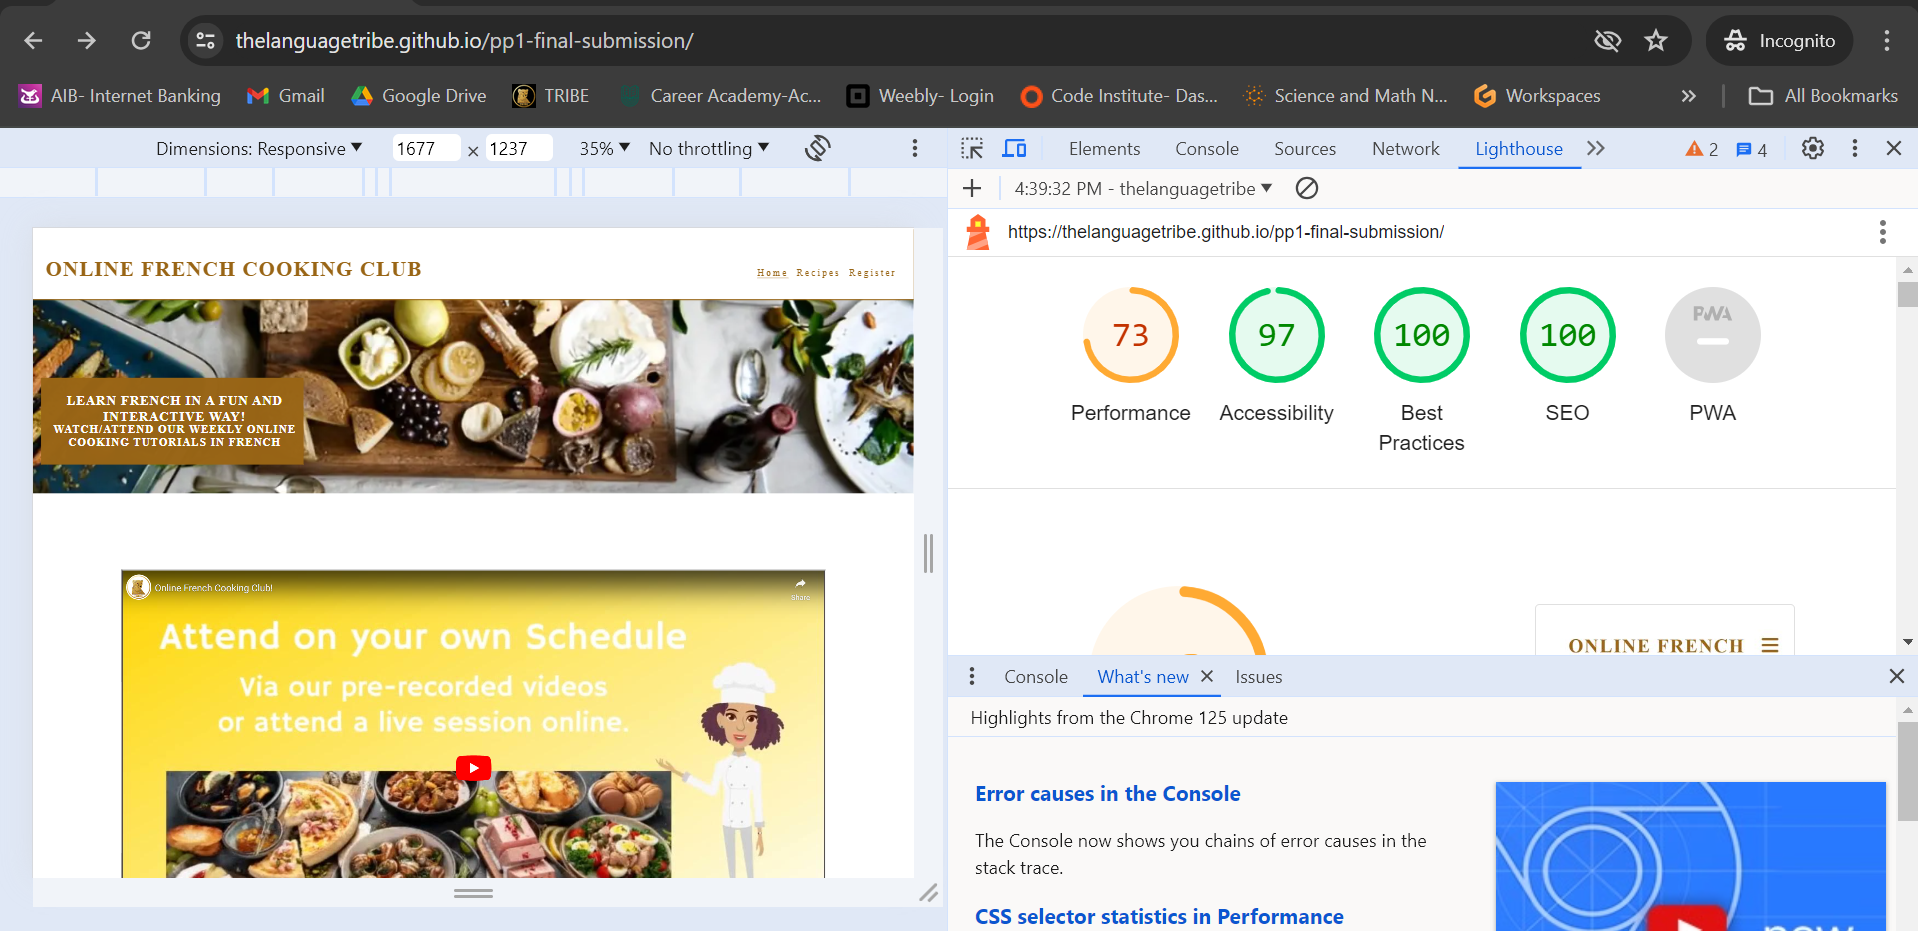 thelanguagetribe.github.io/pp1-final-submission/
Incognito
AIB- Internet Banking
Gmail
Google Drive
TRIBE
Career Academy-Ac...
Weebly- Login
Code Institute- Das...
Science and Math N...
Workspaces
All Bookmarks
Dimensions: Responsive
1677 × 1237
35%
No throttling
ONLINE FRENCH COOKING CLUB
Home Recipes Register
LEARN FRENCH IN A FUN AND
INTERACTIVE WAY!
WATCH/ATTEND OUR WEEKLY ONLINE
COOKING TUTORIALS IN FRENCH
Online French Cooking Club!
Share
Attend on your own Schedule
Via our pre-recorded videos
or attend a live session online.
Elements
Console
Sources
Network
Lighthouse
2
4
4:39:32 PM - thelanguagetribe
https://thelanguagetribe.github.io/pp1-final-submission/
73
97
100
100
PWA
Performance
Accessibility
Best
Practices
SEO
PWA
ONLINE FRENCH
Console
What's new
Issues
Highlights from the Chrome 125 update
Error causes in the Console
The Console now shows you chains of error causes in the
stack trace.
CSS selector statistics in Performance
new